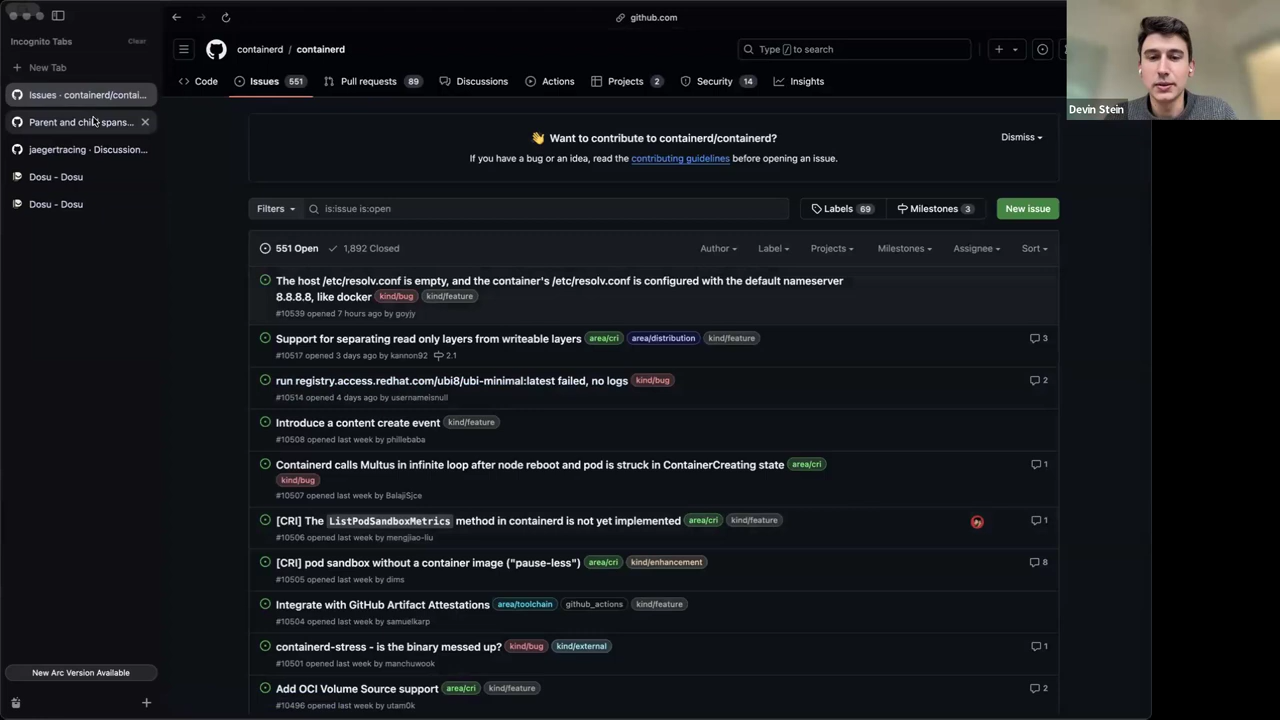 github.com
Incognito Tabs
Clear
New Tab
Issues · containerd/contai...
Parent and child spans...
jaegertracing · Discussion...
Dosu - Dosu
Dosu - Dosu
New Arc Version Available
containerd / containerd
Type / to search
Code
Issues 551
Pull requests 89
Discussions
Actions
Projects 2
Security 14
Insights
Devin Stein
👋 Want to contribute to containerd/containerd?
Dismiss
If you have a bug or an idea, read the contributing guidelines before opening an issue.
Filters
is:issue is:open
Labels 69
Milestones 3
New issue
551 Open
1,892 Closed
Author
Label
Projects
Milestones
Assignee
Sort
The host /etc/resolv.conf is empty, and the container's /etc/resolv.conf is configured with the default nameserver
8.8.8.8, like docker kind/bug kind/feature
#10539 opened 7 hours ago by goyjy
Support for separating read only layers from writeable layers area/cri area/distribution kind/feature 3
#10517 opened 3 days ago by kannon92 2.1
run registry.access.redhat.com/ubi8/ubi-minimal:latest failed, no logs kind/bug 2
#10514 opened 4 days ago by usernameisnull
Introduce a content create event kind/feature
#10508 opened last week by phillebaba
Containerd calls Multus in infinite loop after node reboot and pod is struck in ContainerCreating state area/cri 1
kind/bug
#10507 opened last week by BalajiSjce
[CRI] The ListPodSandboxMetrics method in containerd is not yet implemented area/cri kind/feature 1
#10506 opened last week by mengjiao-liu
[CRI] pod sandbox without a container image ("pause-less") area/cri kind/enhancement 8
#10505 opened last week by dims
Integrate with GitHub Artifact Attestations area/toolchain github_actions kind/feature
#10504 opened last week by samuelkarp
containerd-stress - is the binary messed up? kind/bug kind/external 1
#10501 opened last week by manchuwook
Add OCI Volume Source support area/cri kind/feature 2
#10496 opened last week by utam0k